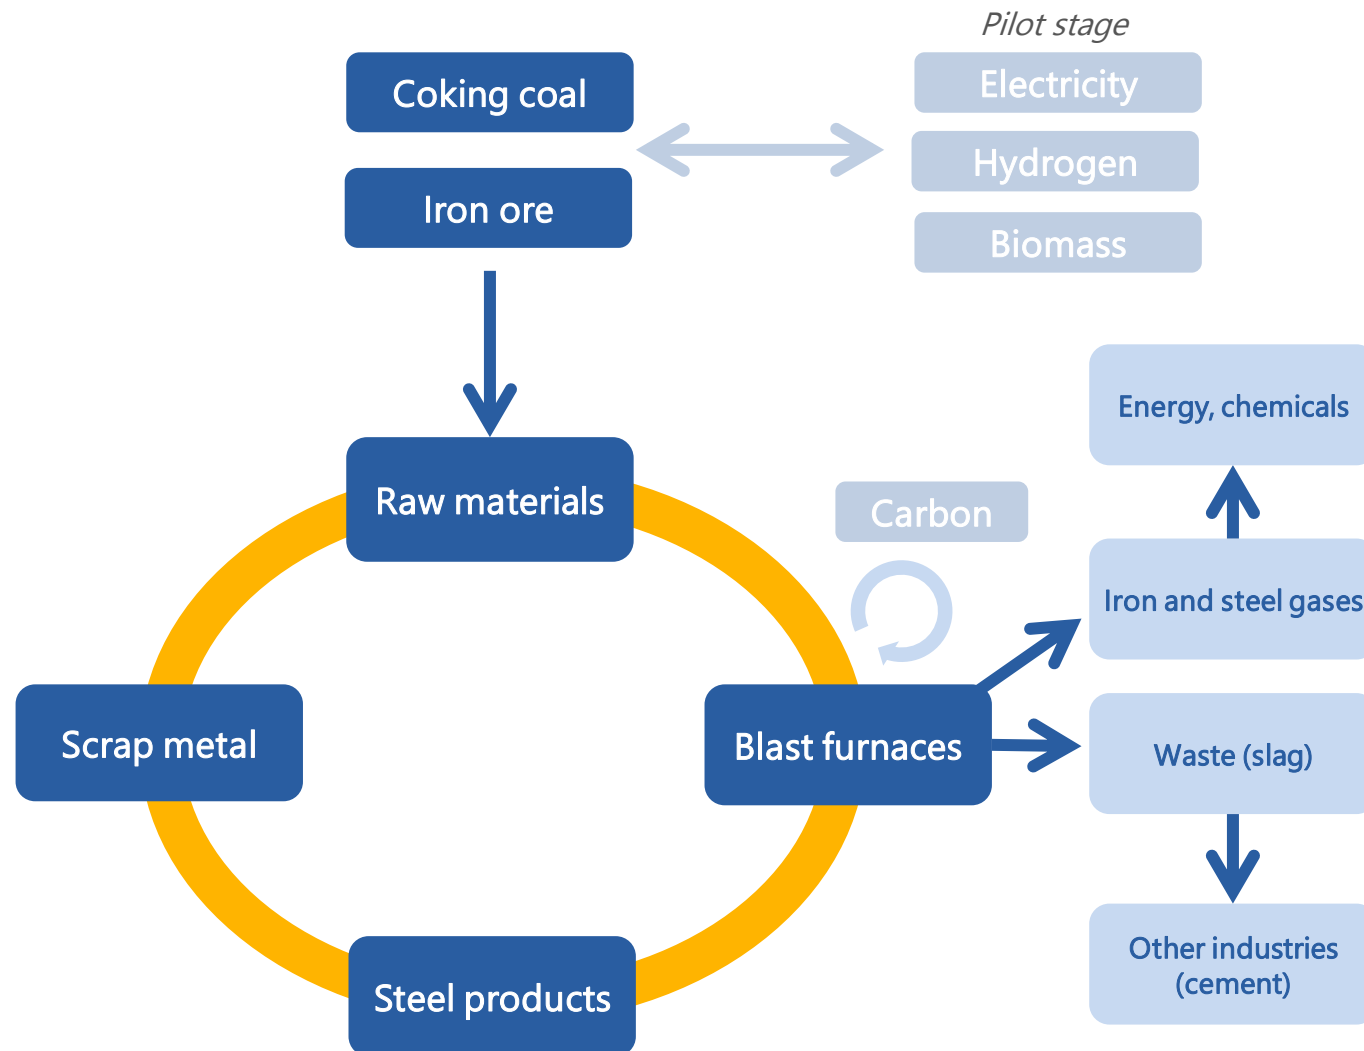 Pilot stage
Coking coal
Electricity
Hydrogen
Iron ore
Biomass
Energy, chemicals
Raw materials
Carbon
Iron and steel gases
Scrap metal
Blast furnaces
Waste (slag)
Steel products
Other industries
(cement)